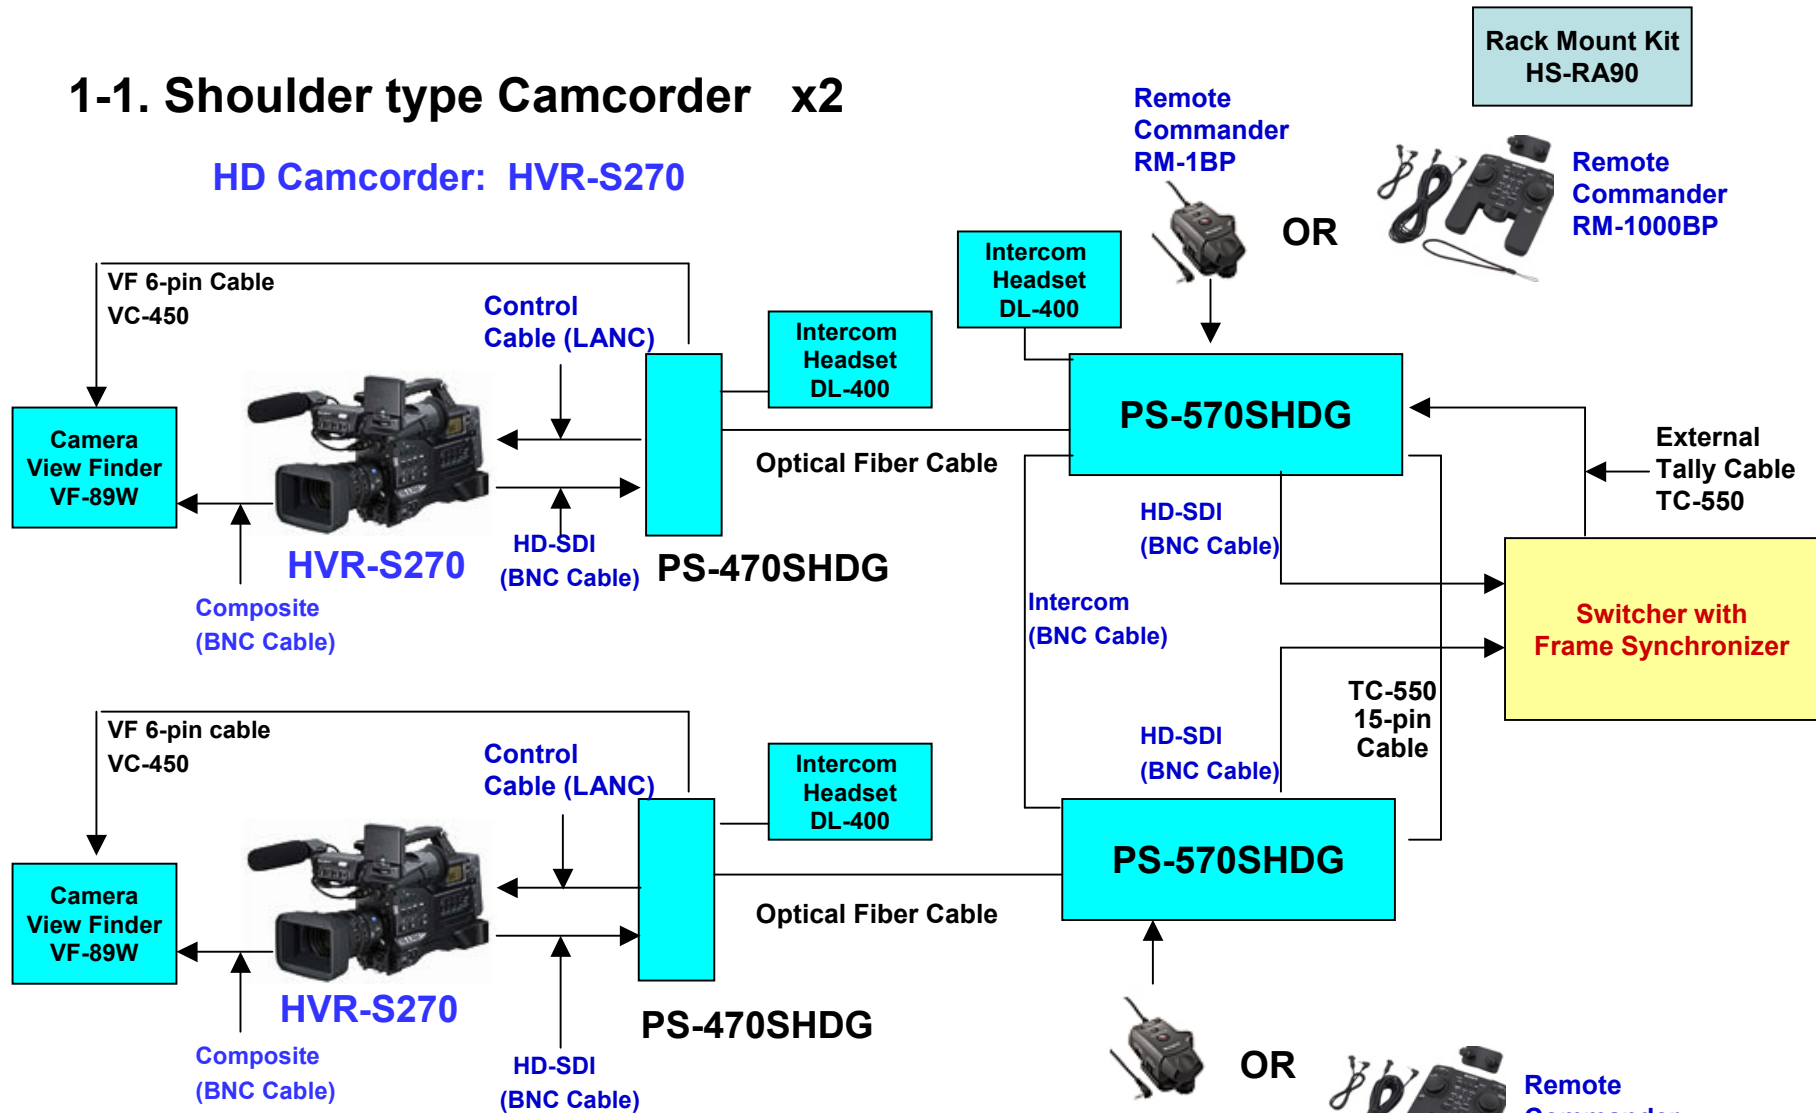 Rack Mount Kit
HS-RA90
1-1. Shoulder type Camcorder x2
HD Camcorder: HVR-S270
Remote
Commander
RM-1BP
OR
Remote
Commander
RM-1000BP
VF 6-pin Cable
VC-450
Control
Cable (LANC)
Intercom
Headset
DL-400
Intercom
Headset
DL-400
Camera
View Finder
VF-89W
HVR-S270
Composite
(BNC Cable)
HD-SDI
(BNC Cable)
PS-470SHDG
Optical Fiber Cable
PS-570SHDG
External
Tally Cable
TC-550
HD-SDI
(BNC Cable)
Intercom
(BNC Cable)
Switcher with
Frame Synchronizer
TC-550
15-pin
Cable
HD-SDI
(BNC Cable)
VF 6-pin cable
VC-450
Control
Cable (LANC)
Intercom
Headset
DL-400
Camera
View Finder
VF-89W
HVR-S270
Composite
(BNC Cable)
HD-SDI
(BNC Cable)
PS-470SHDG
Optical Fiber Cable
PS-570SHDG
OR
Remote
Commander